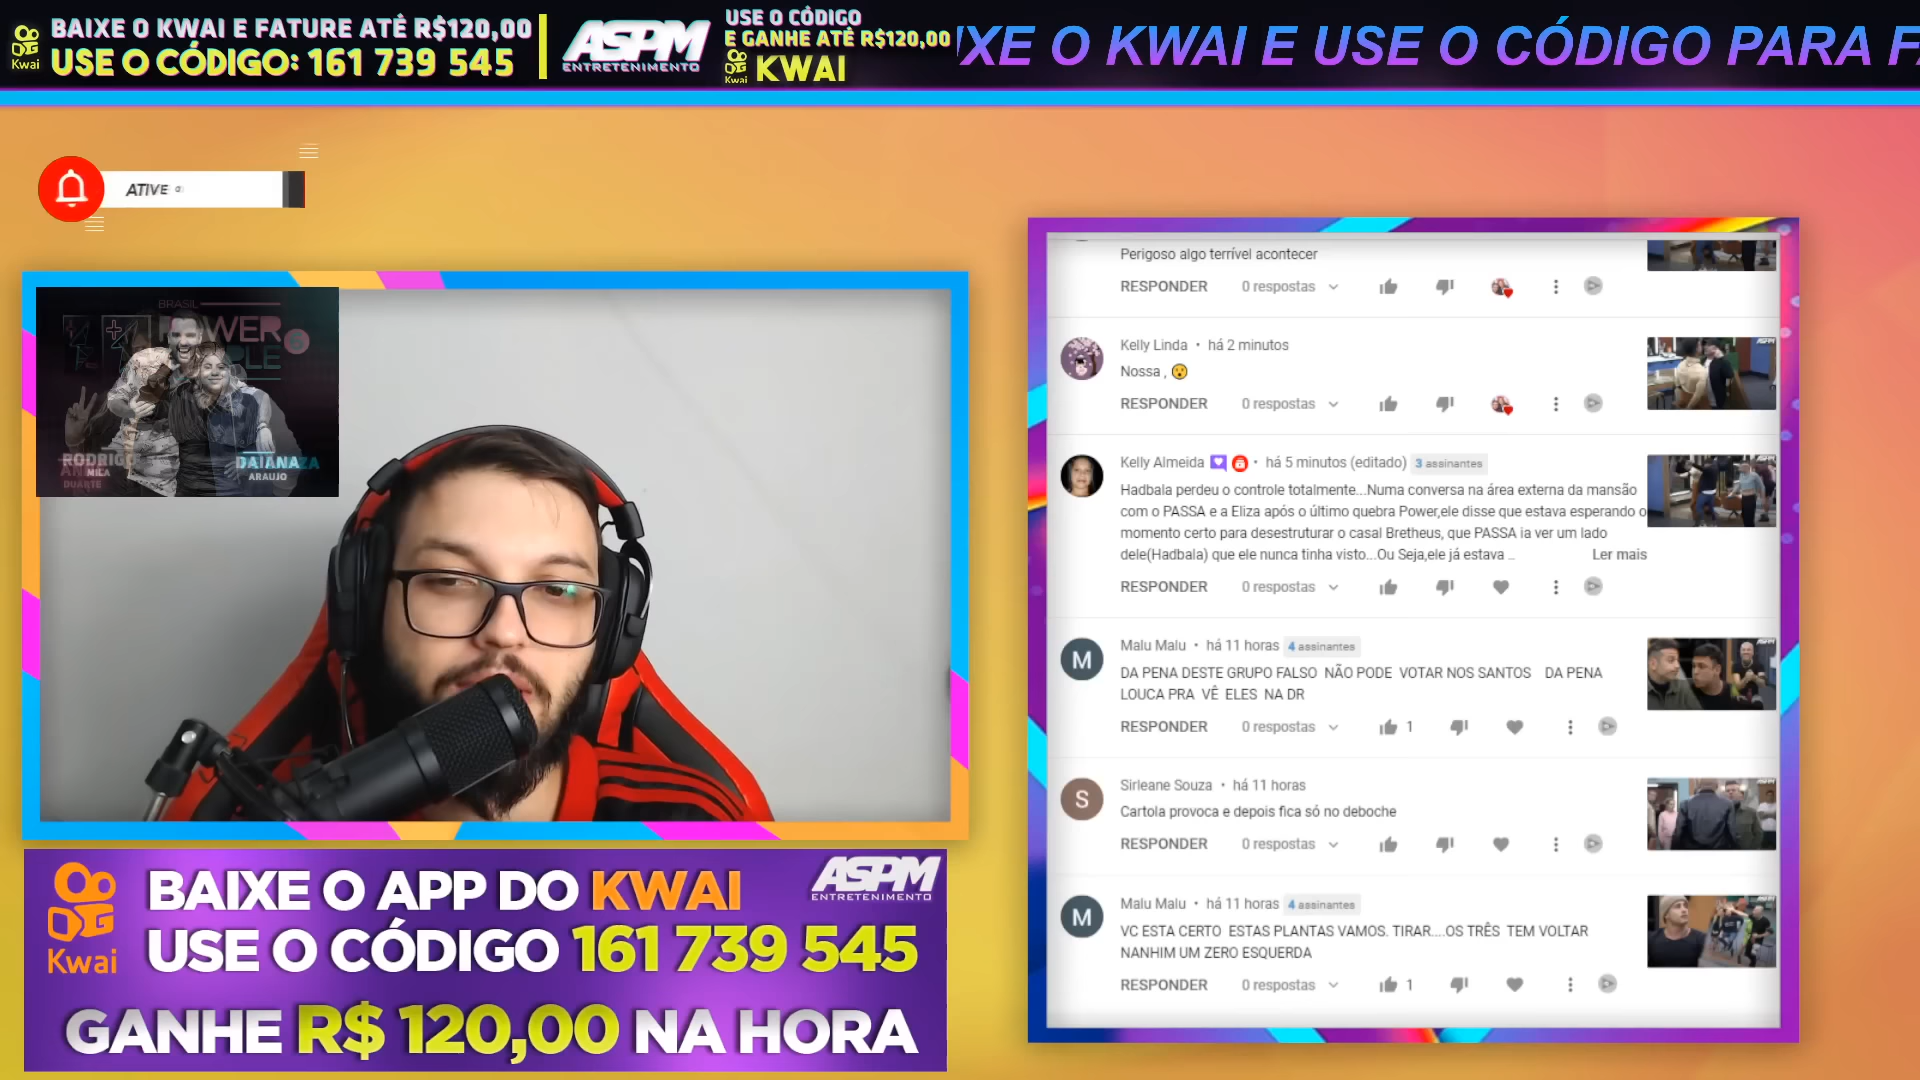 BAIXE O KWAI E FATURE ATÉ R$120,00
USE O CÓDIGO: 161 739 545
Kwai
ASPM
ENTRETENIMENTO
USE O CÓDIGO
E GANHE ATÉ R$120,00
Kwai
KWAI
IXE O KWAI E USE O CÓDIGO PARA F
ATIVE
BRASIL
RODRIGO
MILA
DUARTE
DAIANA
ARAUJO
BAIXE O APP DO KWAI
USE O CÓDIGO 161 739 545
GANHE R$ 120,00 NA HORA
Kwai
ASPM
ENTRETENIMENTO
Perigoso algo terrível acontecer
RESPONDER 0 respostas
Kelly Linda • há 2 minutos
Nossa , 😮
RESPONDER 0 respostas
Kelly Almeida • há 5 minutos (editado) 3 assinantes
Hadbala perdeu o controle totalmente...Numa conversa na área externa da mansão
com o PASSA e a Eliza após o último quebra Power,ele disse que estava esperando o
momento certo para desestruturar o casal Bretheus, que PASSA ia ver um lado
dele(Hadbala) que ele nunca tinha visto...Ou Seja,ele já estava ... Ler mais
RESPONDER 0 respostas
M
Malu Malu • há 11 horas 4 assinantes
DA PENA DESTE GRUPO FALSO NÃO PODE VOTAR NOS SANTOS DA PENA
LOUCA PRA VÊ ELES NA DR
RESPONDER 0 respostas 1
S
Sirleane Souza • há 11 horas
Cartola provoca e depois fica só no deboche
RESPONDER 0 respostas
M
Malu Malu • há 11 horas 4 assinantes
VC ESTA CERTO ESTAS PLANTAS VAMOS. TIRAR....OS TRÊS TEM VOLTAR
NANHIM UM ZERO ESQUERDA
RESPONDER 0 respostas 1